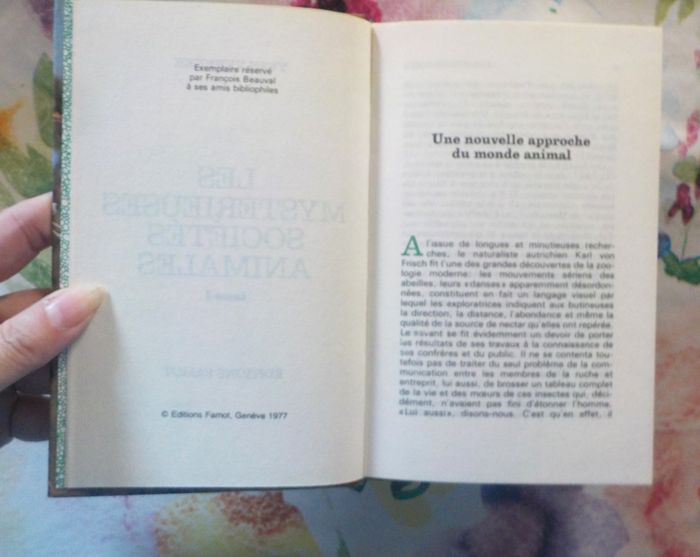 Exemplaire réservé
par François Beauval
à ses amis bibliophiles
LES
MYSTERIEUSES
SOCIETES
ANIMALES
EDITIONS FAMOT
© Editions Famot, Genève 1977
Une nouvelle approche
du monde animal
A l'issue de longues et minutieuses recher-
ches, le naturaliste autrichien Karl von
Frisch fit l'une des grandes découvertes de la zoo-
logie moderne: les mouvements aériens des
abeilles, leurs «danses» apparemment désordon-
nées, constituent en fait un langage visuel par
lequel les exploratrices indiquent aux butineuses
la direction, la distance, l'abondance et même la
qualité de la source de nectar qu'elles ont repérée.
Le «savant se fit évidemment un devoir de porter
les résultats de ses travaux à la connaissance de
ses confrères et du public. Il ne se contenta tou-
tefois pas de traiter du seul problème de la com-
munication entre les membres de la ruche et
entreprit, lui aussi, de brosser un tableau complet
de la vie et des mœurs de ces insectes qui, déci-
dément, n'avaient pas fini d'étonner l'homme.
«Lui aussi», disons-nous. C'est qu'en effet, il